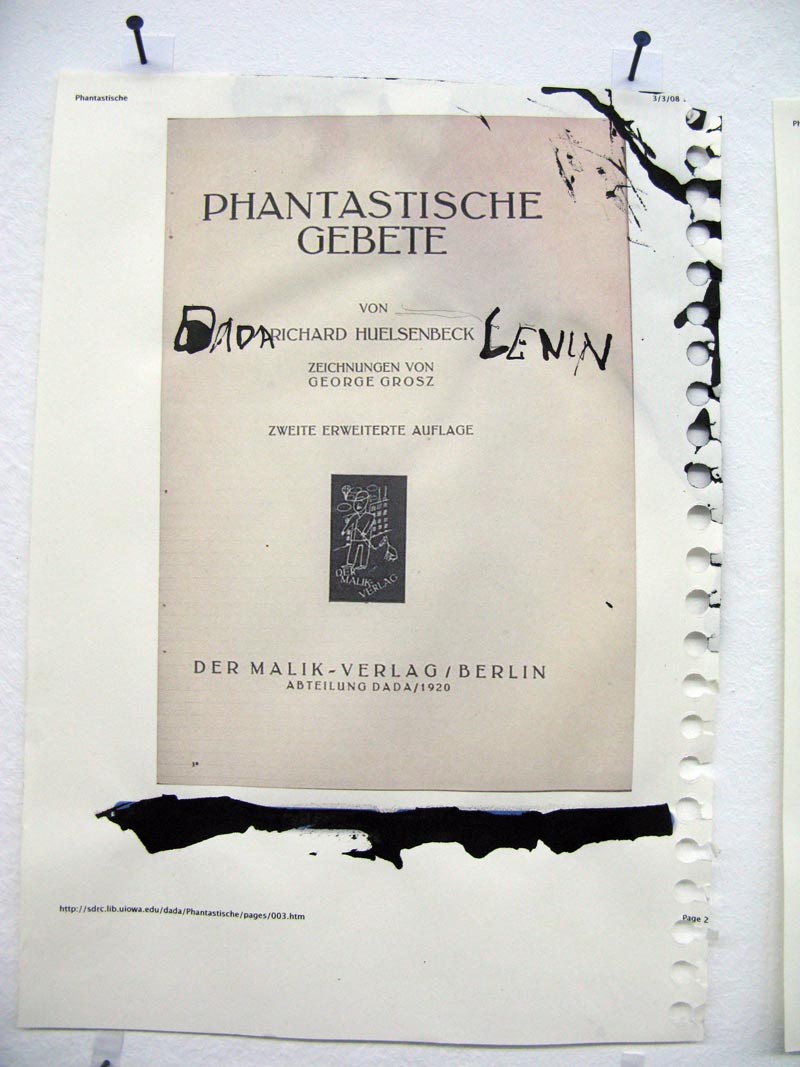 Phantastische 3/3/08
PHANTASTISCHE
GEBETE
VON
DADA RICHARD HUELSENBECK LENIN
ZEICHNUNGEN VON
GEORGE GROSZ
ZWEITE ERWEITERTE AUFLAGE
DER
MALIK-
VERLAG
DER MALIK-VERLAG/BERLIN
ABTEILUNG DADA/1920
http://sdrc.lib.uiowa.edu/dada/Phantastische/pages/003.htm Page 2